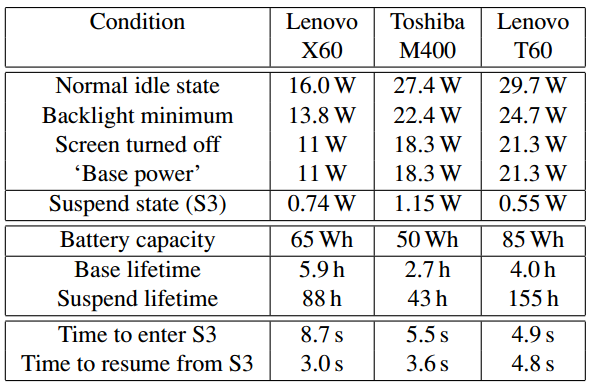 Condition Lenovo Toshiba Lenovo
X60 M400 T60
Normal idle state 16.0 W 27.4 W 29.7 W
Backlight minimum 13.8 W 22.4 W 24.7 W
Screen turned off 11 W 18.3 W 21.3 W
‘Base power’ 11 W 18.3 W 21.3 W
Suspend state (S3) 0.74 W 1.15 W 0.55 W
Battery capacity 65 Wh 50 Wh 85 Wh
Base lifetime 5.9 h 2.7 h 4.0 h
Suspend lifetime 88 h 43 h 155 h
Time to enter S3 8.7 s 5.5 s 4.9 s
Time to resume from S3 3.0 s 3.6 s 4.8 s